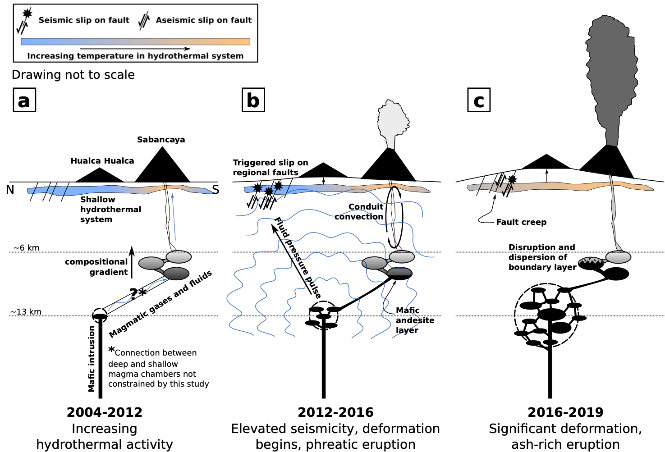 Seismic slip on fault
Aseismic slip on fault
Increasing temperature in hydrothermal system
Drawing not to scale
a
Sabancaya
Hualca Hualca
N
S
Shallow
hydrothermal
system
~6 km
compositional
gradient
?*
Magmatic gases and fluids
~13 km
Mafic intrusion
*Connection between
deep and shallow
magma chambers not
constrained by this study
2004-2012
Increasing
hydrothermal activity
b
Triggered slip on
regional faults
Conduit
convection
Fluid pressure pulse
Mafic
andesite
layer
2012-2016
Elevated seismicity, deformation
begins, phreatic eruption
c
Fault creep
Disruption and
dispersion of
boundary layer
2016-2019
Significant deformation,
ash-rich eruption